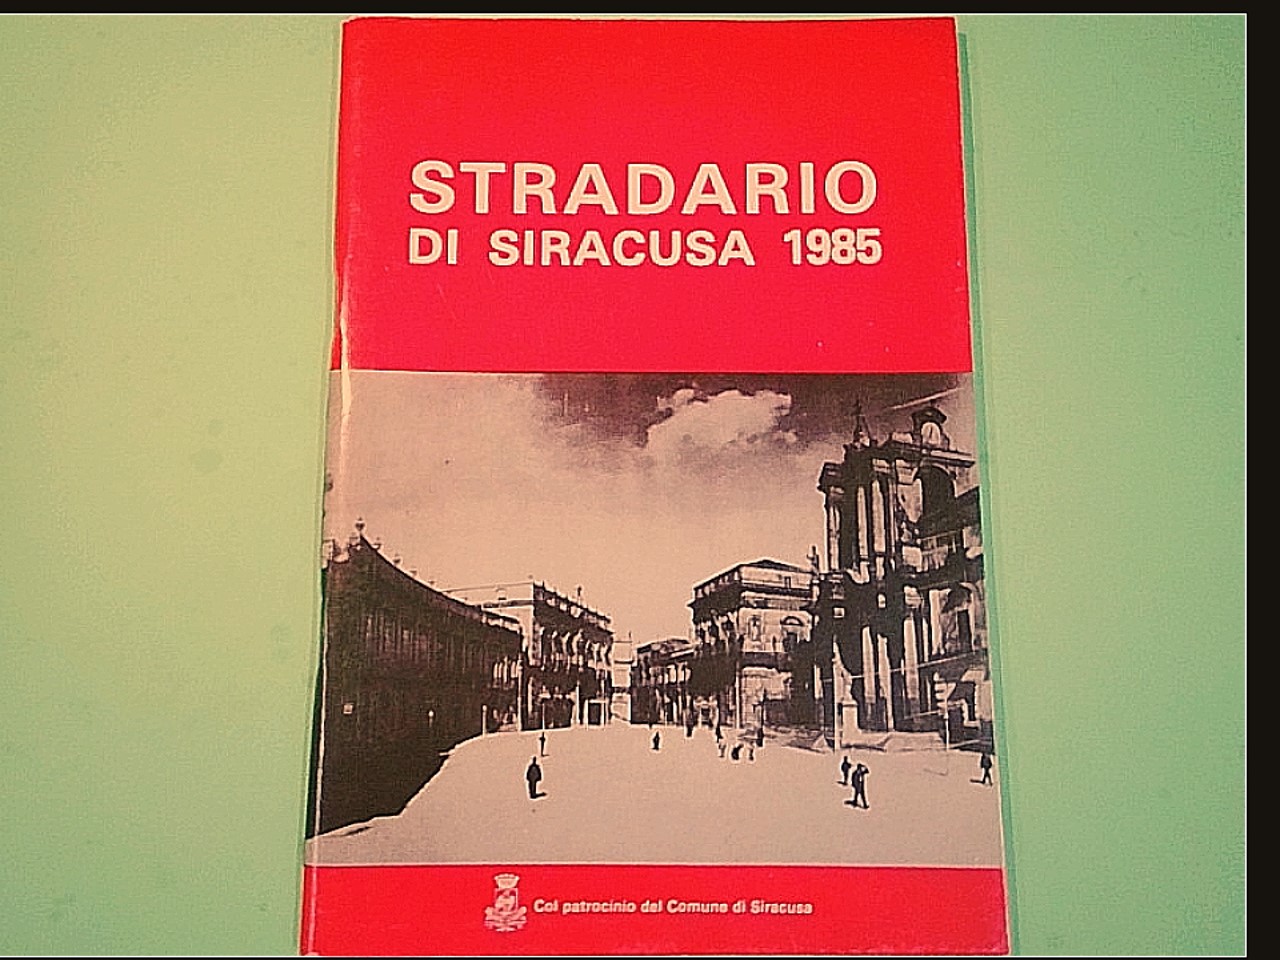 STRADARIO
DI SIRACUSA 1985
Col patrocinio del Comune di Siracusa